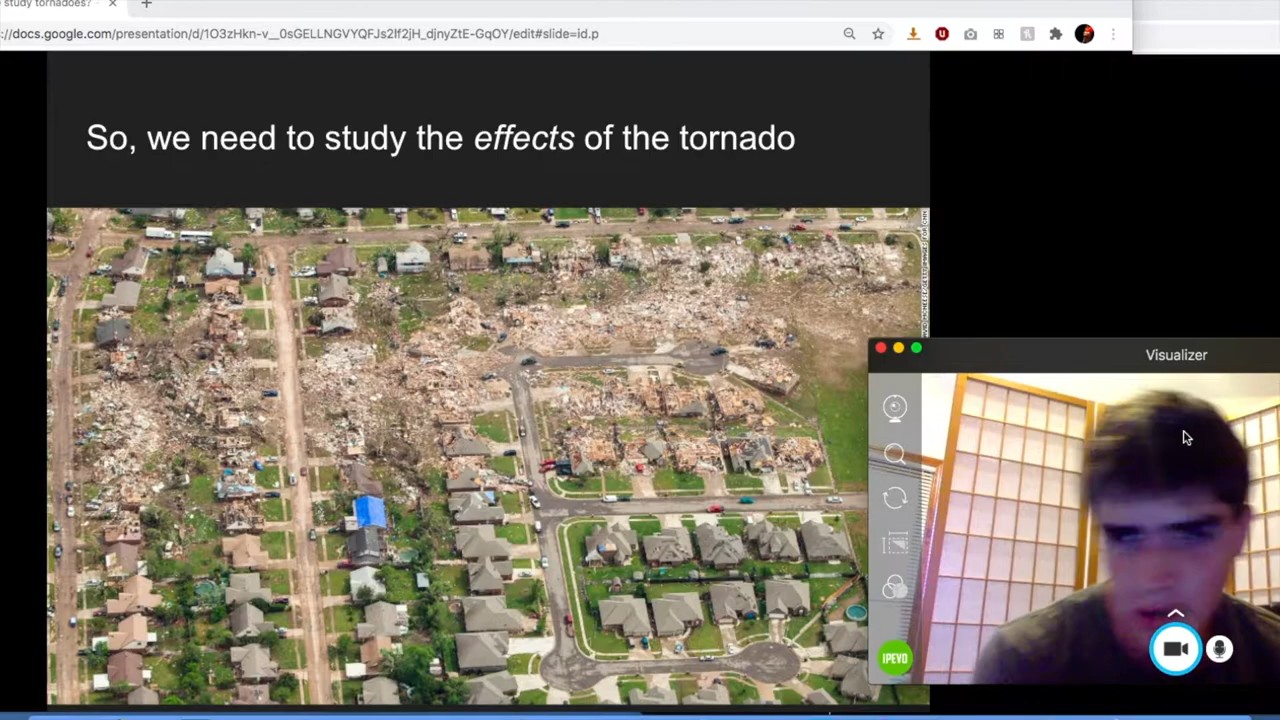 study tornadoes?
://docs.google.com/presentation/d/1O3zHkn-v__0sGELLNGVYQFJs2If2jH_djnyZtE-GqOY/edit#slide=id.p
So, we need to study the effects of the tornado
Visualizer
IPEVO